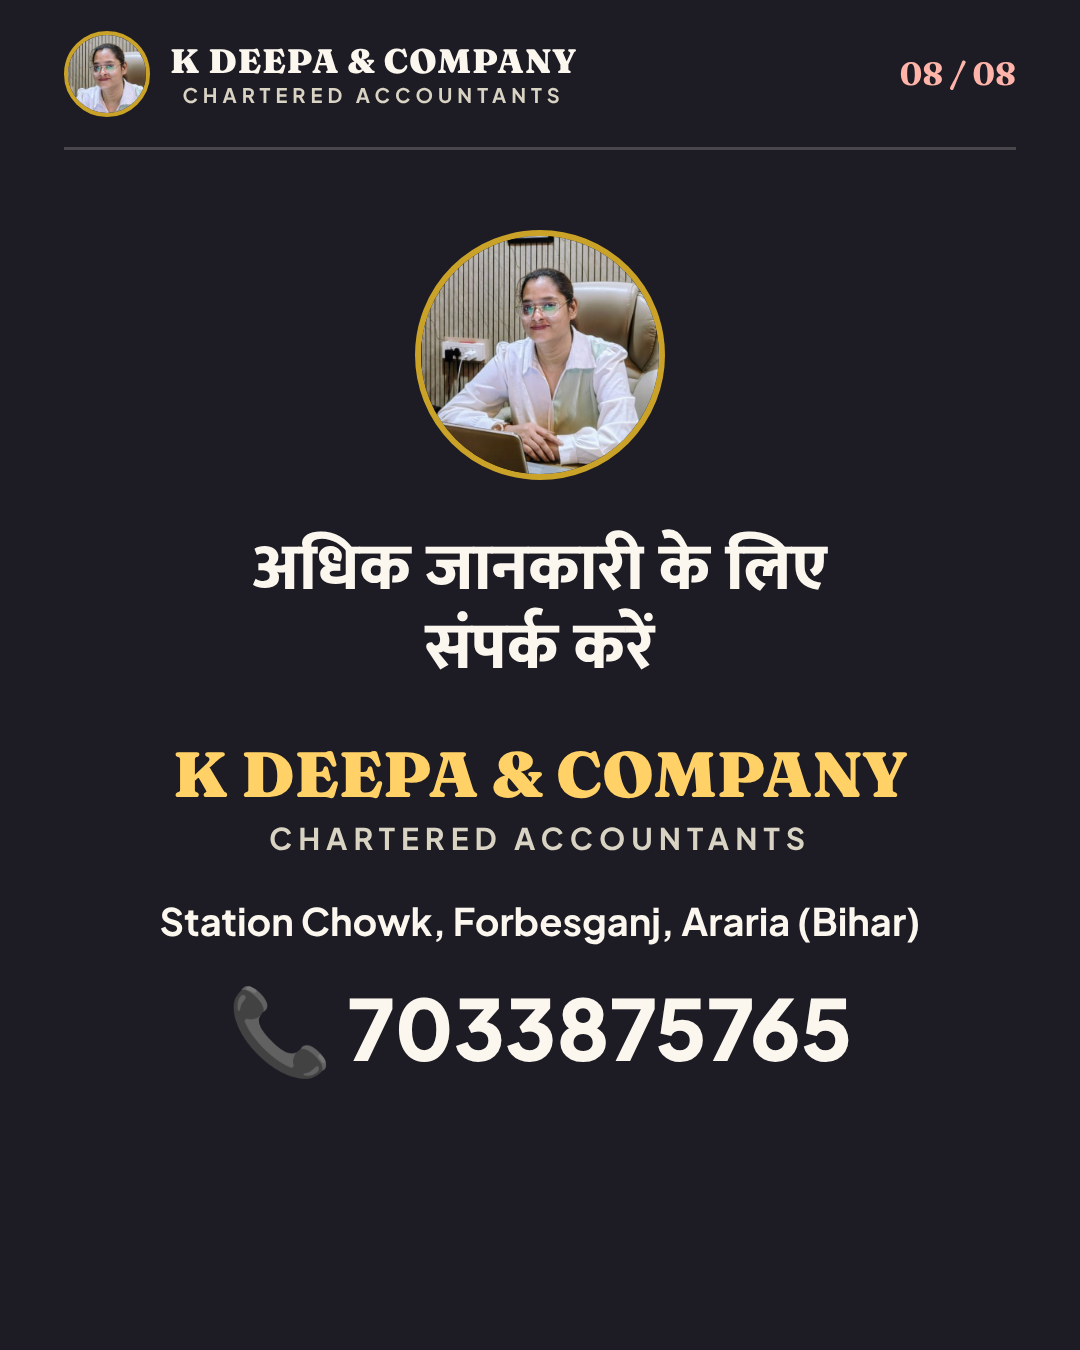 K DEEPA & COMPANY
CHARTERED ACCOUNTANTS
08 / 08
अधिक जानकारी के लिए
संपर्क करें
K DEEPA & COMPANY
CHARTERED ACCOUNTANTS
Station Chowk, Forbesganj, Araria (Bihar)
7033875765